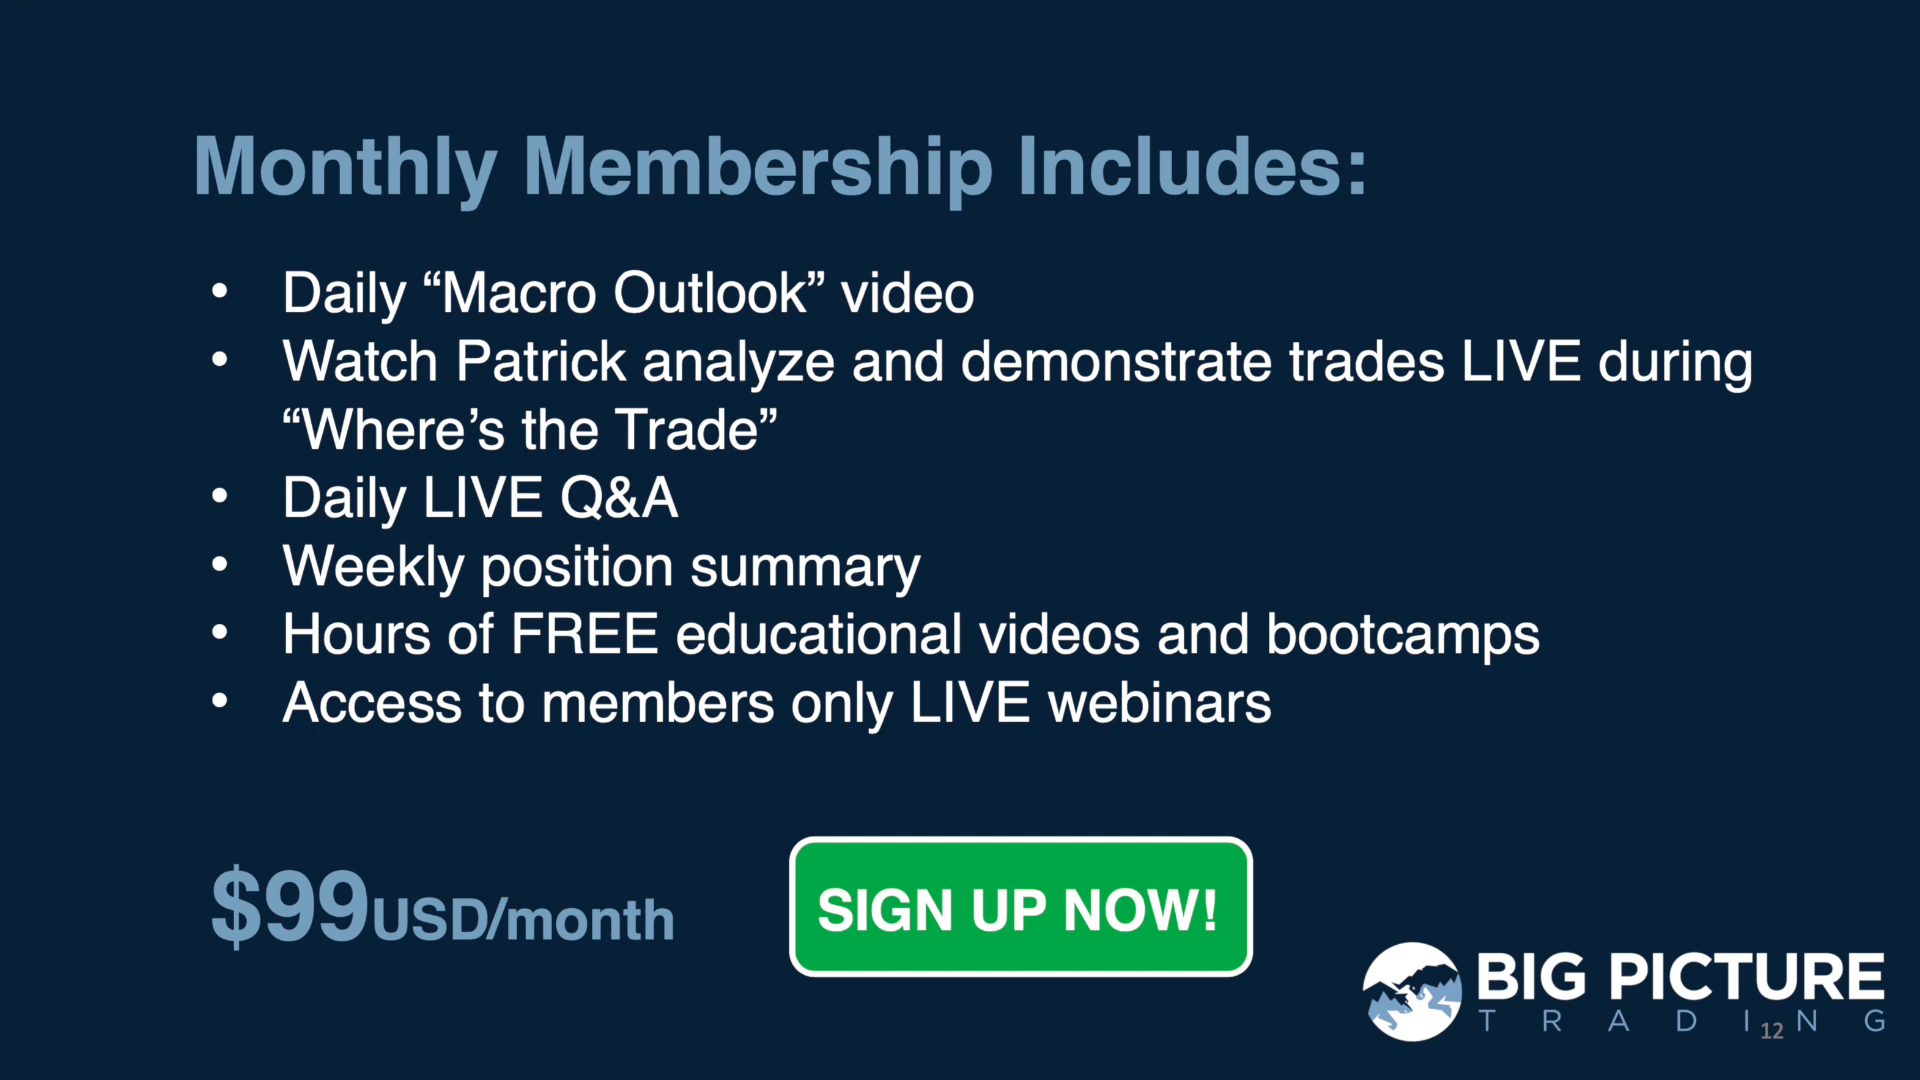 Monthly Membership Includes:
• Daily “Macro Outlook” video
• Watch Patrick analyze and demonstrate trades LIVE during
“Where’s the Trade”
• Daily LIVE Q&A
• Weekly position summary
• Hours of FREE educational videos and bootcamps
• Access to members only LIVE webinars
$99USD/month
SIGN UP NOW!
BIG PICTURE
TRADING
12